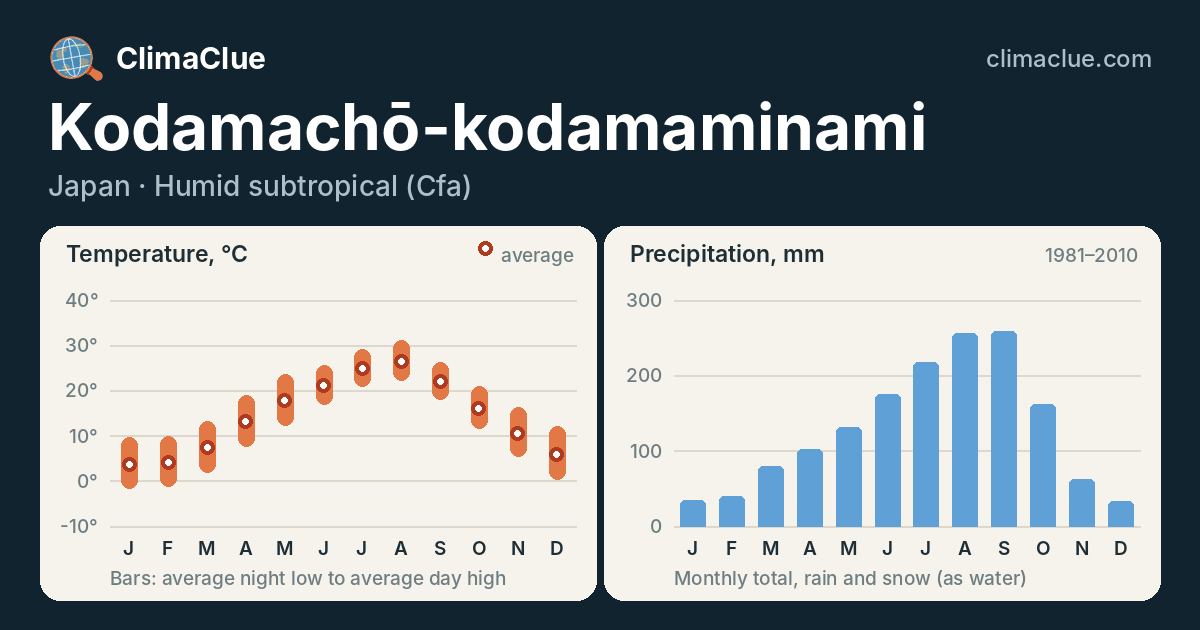 ClimaClue
climaclue.com
Kodamachō-kodamaminami
Japan · Humid subtropical (Cfa)
Temperature, °C
average
40°
30°
20°
10°
0°
-10°
J F M A M J J A S O N D
Bars: average night low to average day high
Precipitation, mm
1981–2010
300
200
100
0
J F M A M J J A S O N D
Monthly total, rain and snow (as water)